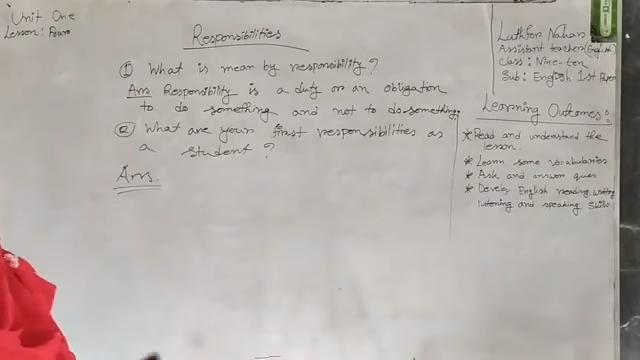 Unit One
Lesson: Four
Responsibilities
① What is mean by responsibility?
Ans Responsibility is a duty or an obligation
to do something and not to do something.
② What are your first responsibilities as
a student?
Ans.
Luthfor Nahar
Assistant teacher (English)
Class: Nine-ten
Sub: English 1st Paper
Learning Outcomes:
* Read and understand the
lesson.
* Learn some vocabularies
* Ask and answer ques
* Develop English reading, writing
listening and speaking skills